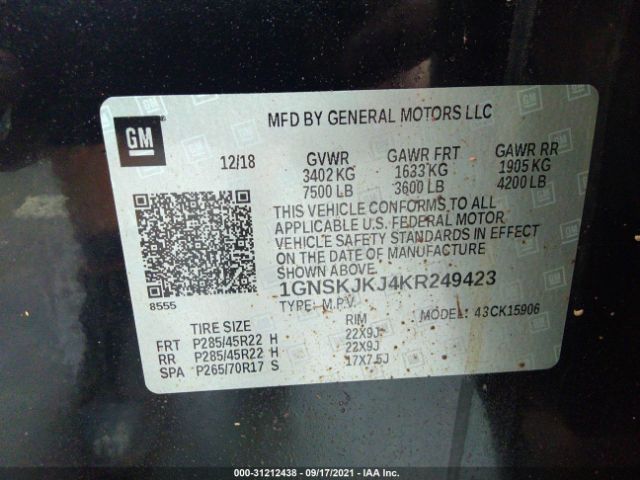 GM
MFD BY GENERAL MOTORS LLC
12/18 GVWR GAWR FRT GAWR RR
3402 KG 1633 KG 1905 KG
7500 LB 3600 LB 4200 LB
THIS VEHICLE CONFORMS TO ALL
APPLICABLE U.S. FEDERAL MOTOR
VEHICLE SAFETY STANDARDS IN EFFECT
ON THE DATE OF MANUFACTURE
SHOWN ABOVE.
8555
1GNSKJKJ4KR249423
TYPE: M.P.V.
MODEL: 43CK15906
TIRE SIZE RIM
FRT P285/45R22 H 22X9J
RR P285/45R22 H 22X9J
SPA P265/70R17 S 17X7.5J
000-31212438 - 09/17/2021 - IAA Inc.